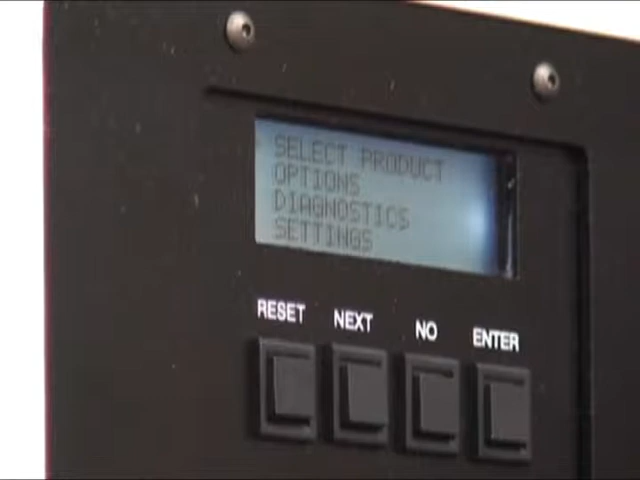 SELECT PRODUCT
OPTIONS
DIAGNOSTICS
SETTINGS
RESET NEXT NO ENTER